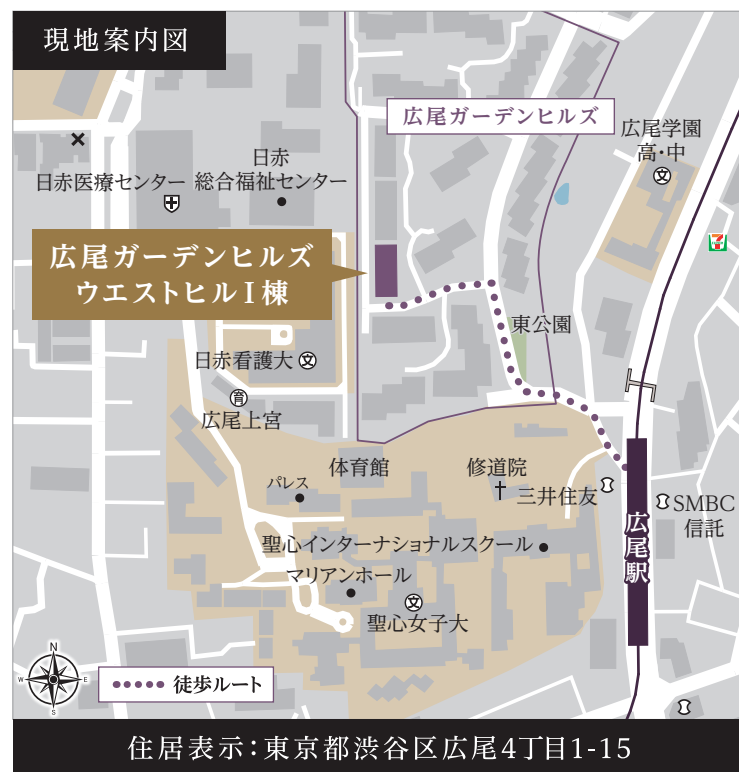 現地案内図
広尾ガーデンヒルズ
広尾学園
高・中
日赤
総合福祉センター
日赤医療センター
広尾ガーデンヒルズ
ウエストヒルI棟
東公園
日赤看護大
広尾上宮
体育館
修道院
パレス
三井住友
SMBC
信託
広尾駅
聖心インターナショナルスクール
マリアンホール
聖心女子大
N
W
E
S
徒歩ルート
住居表示:東京都渋谷区広尾4丁目1-15
文
文
育
文
7